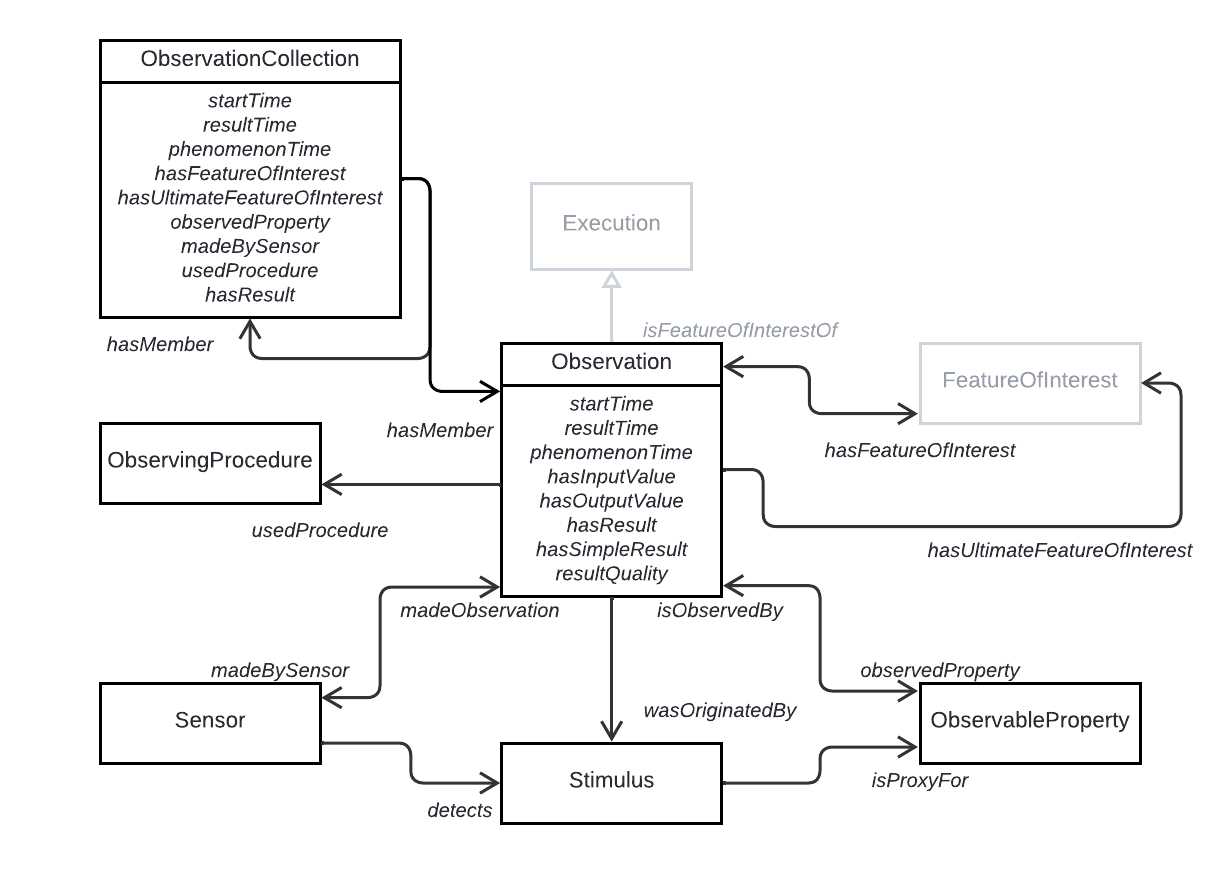 ObservationCollection
startTime
resultTime
phenomenonTime
hasFeatureOfInterest
hasUltimateFeatureOfInterest
observedProperty
madeBySensor
usedProcedure
hasResult
hasMember
Execution
isFeatureOfInterestOf
Observation
startTime
resultTime
phenomenonTime
hasInputValue
hasOutputValue
hasResult
hasSimpleResult
resultQuality
FeatureOfInterest
hasFeatureOfInterest
hasUltimateFeatureOfInterest
hasMember
ObservingProcedure
usedProcedure
madeObservation
isObservedBy
madeBySensor
observedProperty
Sensor
wasOriginatedBy
ObservableProperty
Stimulus
isProxyFor
detects